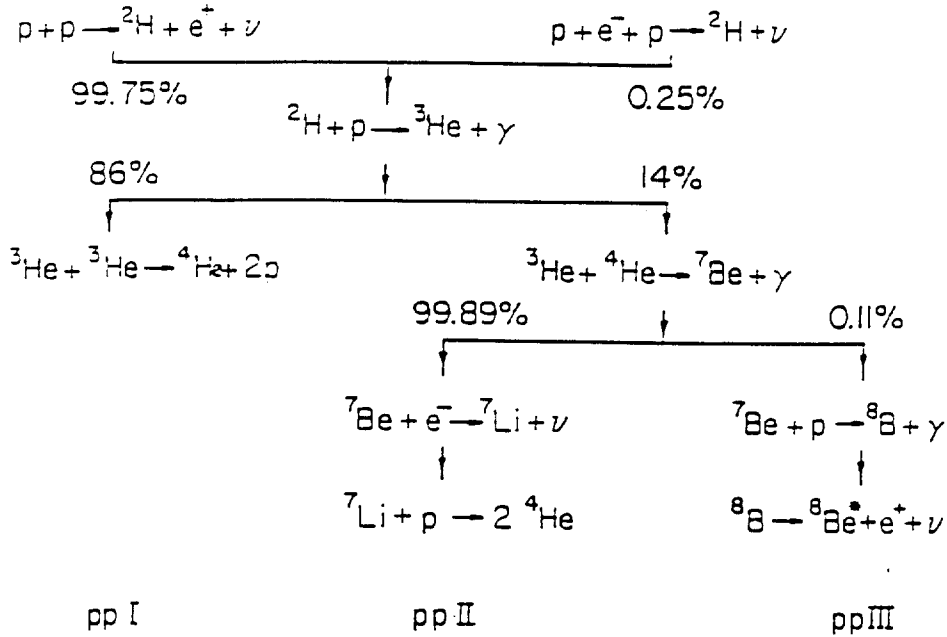 p + p → ²H + e⁺ + ν    p + e⁻ + p → ²H + ν
99.75%    0.25%
²H + p → ³He + γ
86%    14%
³He + ³He → ⁴He + 2p    ³He + ⁴He → ⁷Be + γ
99.89%    0.11%
⁷Be + e⁻ → ⁷Li + ν    ⁷Be + p → ⁸B + γ
⁷Li + p → 2 ⁴He    ⁸B → ⁸Be* + e⁺ + ν
pp I    pp II    pp III